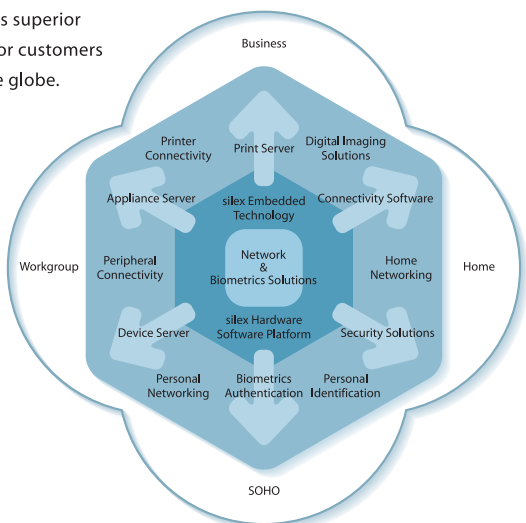 s superior
or customers
e globe.
Business
Printer
Connectivity
Print Server
Digital Imaging
Solutions
Appliance Server
silex Embedded
Technology
Connectivity Software
Workgroup
Peripheral
Connectivity
Network
&
Biometrics Solutions
Home
Networking
Home
Device Server
silex Hardware
Software Platform
Security Solutions
Personal
Networking
Biometrics
Authentication
Personal
Identification
SOHO